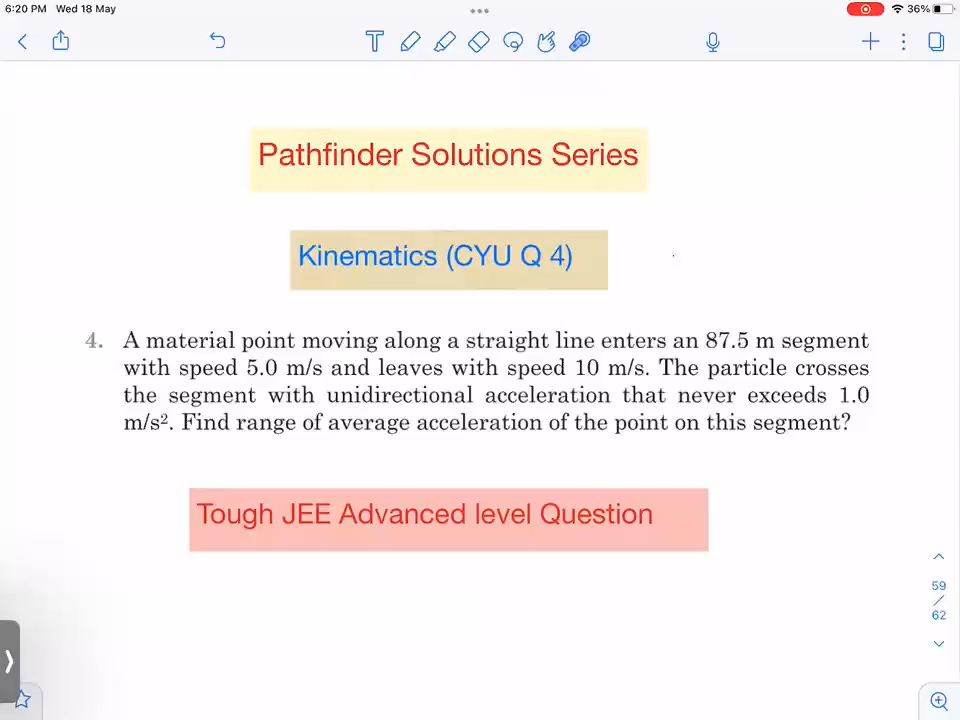 6:20 PM Wed 18 May
36%
Pathfinder Solutions Series
Kinematics (CYU Q 4)
4. A material point moving along a straight line enters an 87.5 m segment
with speed 5.0 m/s and leaves with speed 10 m/s. The particle crosses
the segment with unidirectional acceleration that never exceeds 1.0
m/s². Find range of average acceleration of the point on this segment?
Tough JEE Advanced level Question
59
/
62